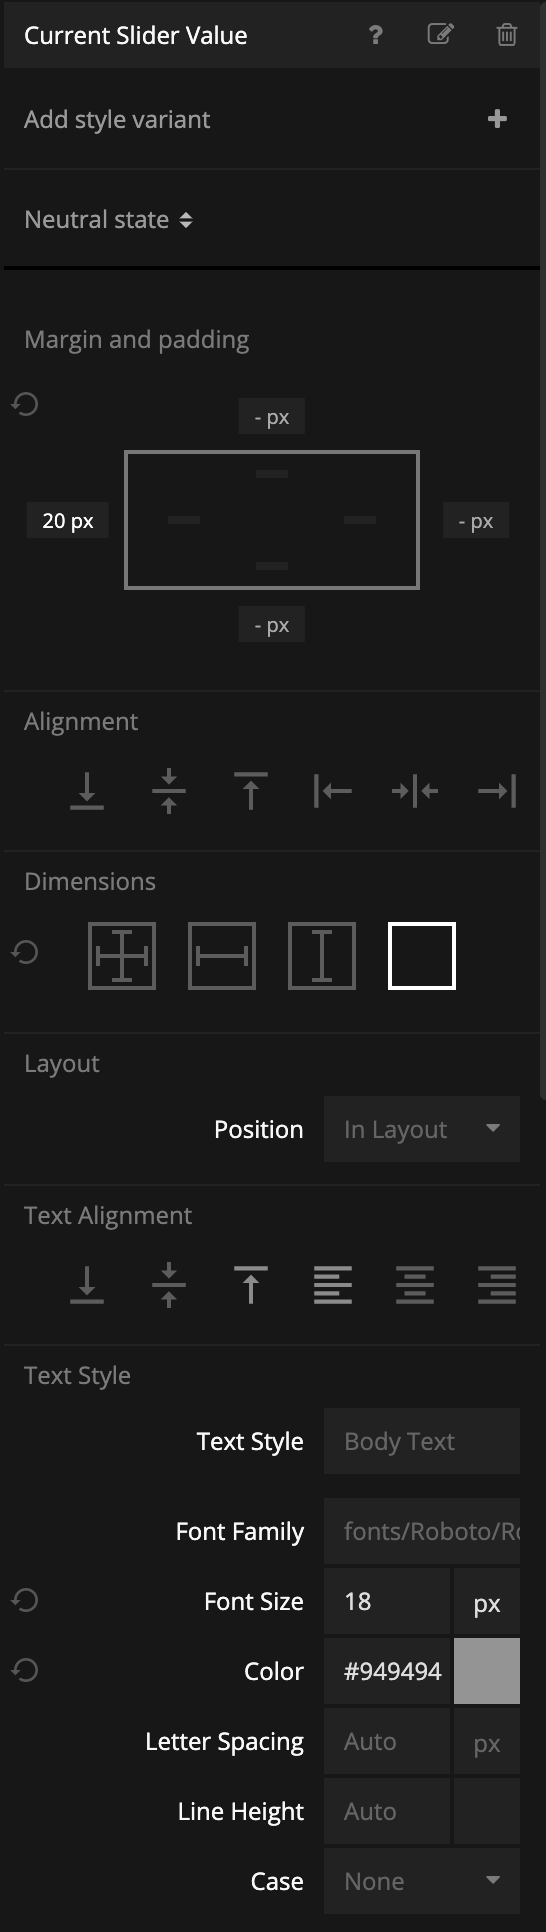 Current Slider Value ?
Add style variant +
Neutral state
Margin and padding
- px
20 px
- px
- px
Alignment
Dimensions
Layout
Position In Layout
Text Alignment
Text Style
Text Style Body Text
Font Family fonts/Roboto/Ro
Font Size 18 px
Color #949494
Letter Spacing Auto px
Line Height Auto
Case None